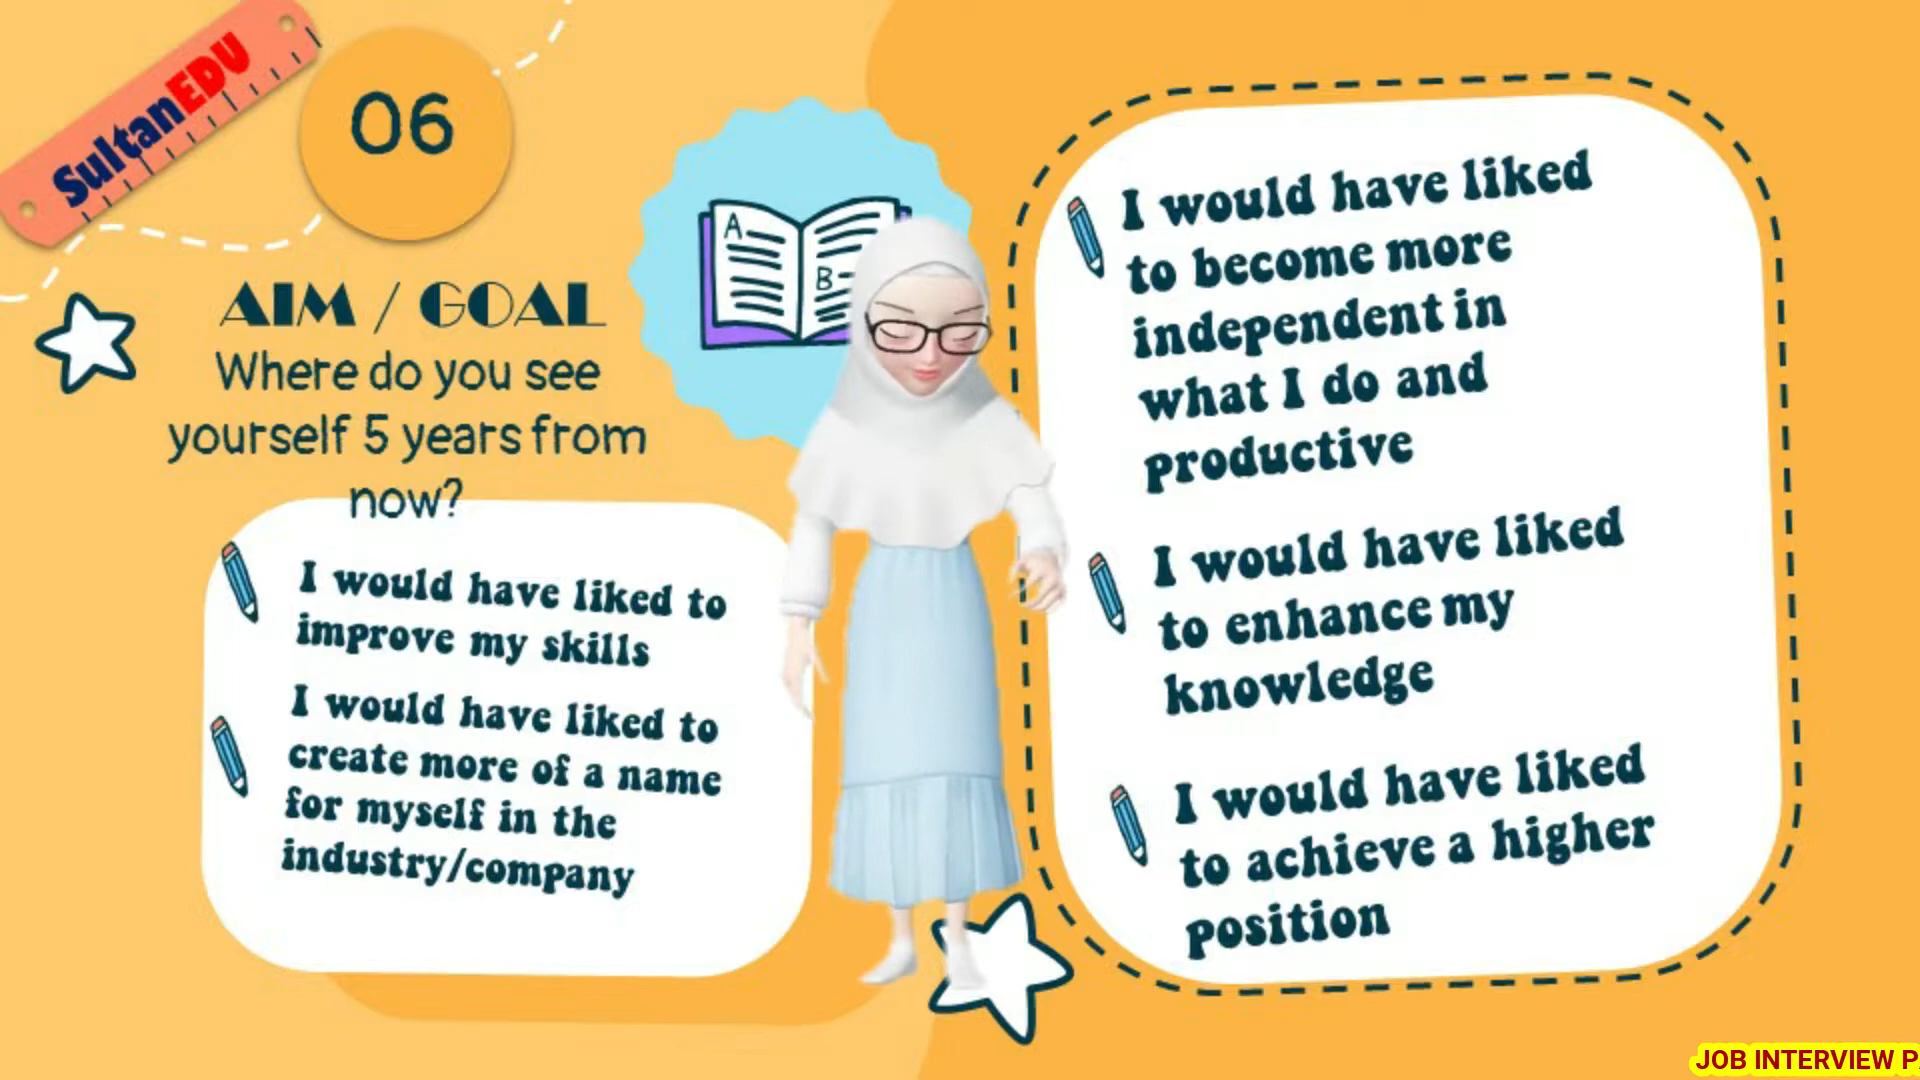 SultanEDU
06
AIM / GOAL
Where do you see
yourself 5 years from
now?
I would have liked to
improve my skills
I would have liked to
create more of a name
for myself in the
industry/company
A
B
I would have liked
to become more
independent in
what I do and
productive
I would have liked
to enhance my
knowledge
I would have liked
to achieve a higher
position
JOB INTERVIEW P